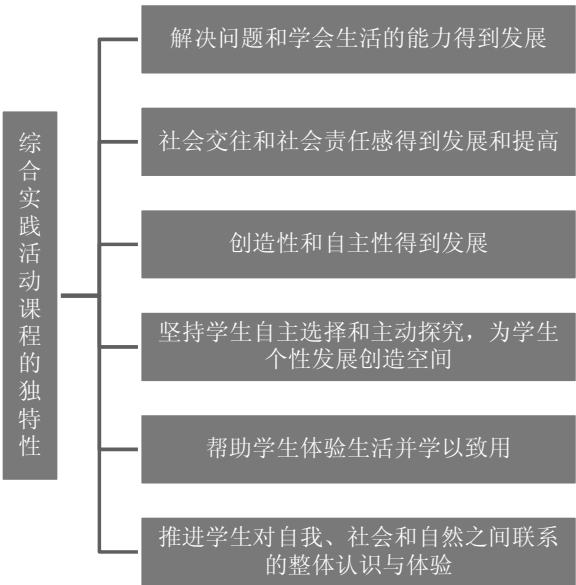 综合实践活动课程的独特性
解决问题和学会生活的能力得到发展
社会交往和社会责任感得到发展和提高
创造性和自主性得到发展
坚持学生自主选择和主动探究，为学生
个性发展创造空间
帮助学生体验生活并学以致用
推进学生对自我、社会和自然之间联系
的整体认识与体验